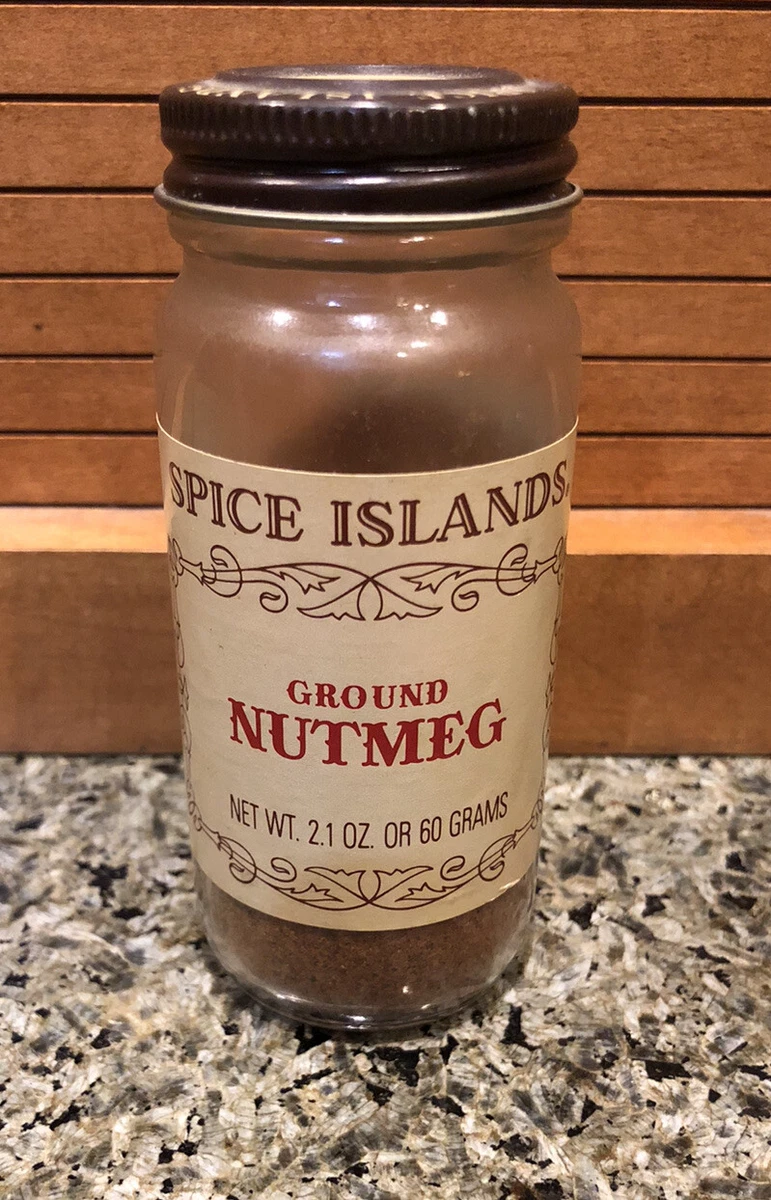 SPICE ISLANDS.
GROUND
NUTMEG
NET WT. 2.1 OZ. OR 60 GRAMS